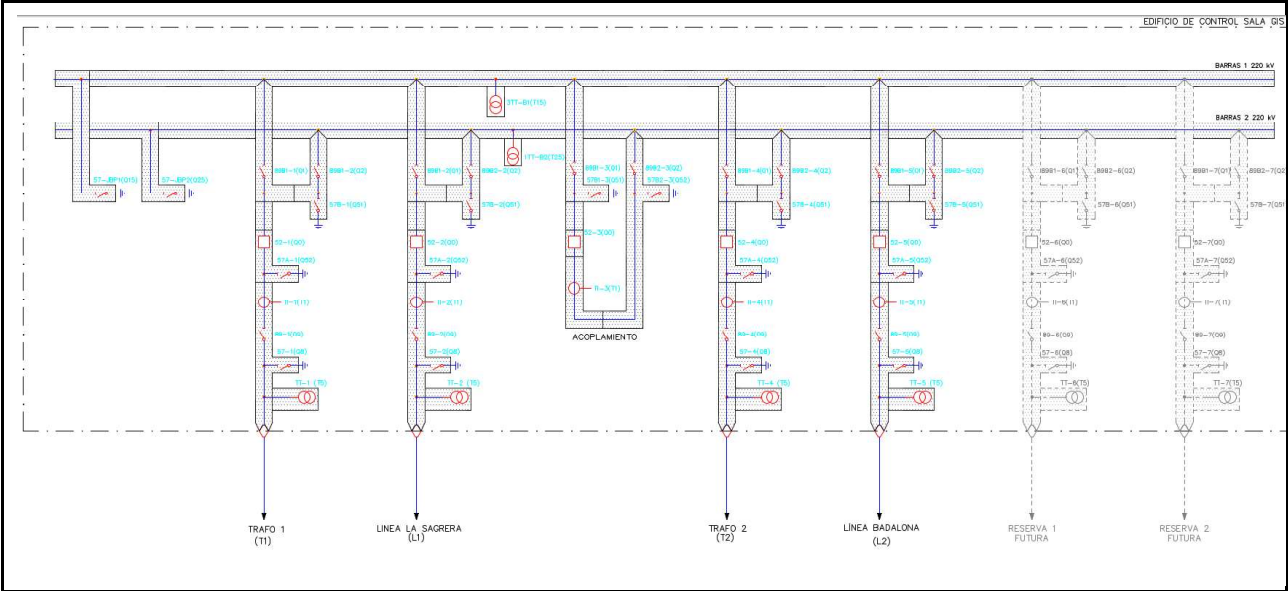 EDIFICIO DE CONTROL SALA GIS
BARRAS 1 220 kV
3TT-B1(T15)
BARRAS 2 220 kV
1TT-B2(T25)
57-JBP1(Q15)
57-JBP2(Q25)
89B1-1(Q1)
89B2-1(Q2)
89B1-2(Q1)
89B2-2(Q2)
89B1-3(Q1)
89B2-3(Q2)
89B1-4(Q1)
89B2-4(Q2)
89B1-5(Q1)
89B2-5(Q2)
89B1-6(Q1)
89B2-6(Q2)
89B1-7(Q1)
89B2-7(Q2
57B-1(Q51)
57B-2(Q51)
57B1-3(Q51)
57B2-3(Q52)
57B-4(Q51)
57B-5(Q51)
57B-6(Q51)
57B-7(Q51
52-1(Q0)
52-2(Q0)
52-3(Q0)
52-4(Q0)
52-5(Q0)
52-6(Q0)
52-7(Q0)
57A-1(Q52)
57A-2(Q52)
57A-4(Q52)
57A-5(Q52)
57A-6(Q52)
57A-7(Q52)
TI-1(T1)
TI-2(T1)
TI-3(T1)
TI-4(T1)
TI-5(T1)
TI-6(T1)
TI-7(T1)
ACOPLAMIENTO
89-1(Q9)
89-2(Q9)
89-4(Q9)
89-5(Q9)
89-6(Q9)
89-7(Q9)
57-1(Q8)
57-2(Q8)
57-4(Q8)
57-5(Q8)
57-6(Q8)
57-7(Q8)
TT-1 (T5)
TT-2 (T5)
TT-4 (T5)
TT-5 (T5)
TT-6(T5)
TT-7(T5)
TRAFO 1
(T1)
LINEA LA SAGRERA
(L1)
TRAFO 2
(T2)
LÍNEA BADALONA
(L2)
RESERVA 1
FUTURA
RESERVA 2
FUTURA